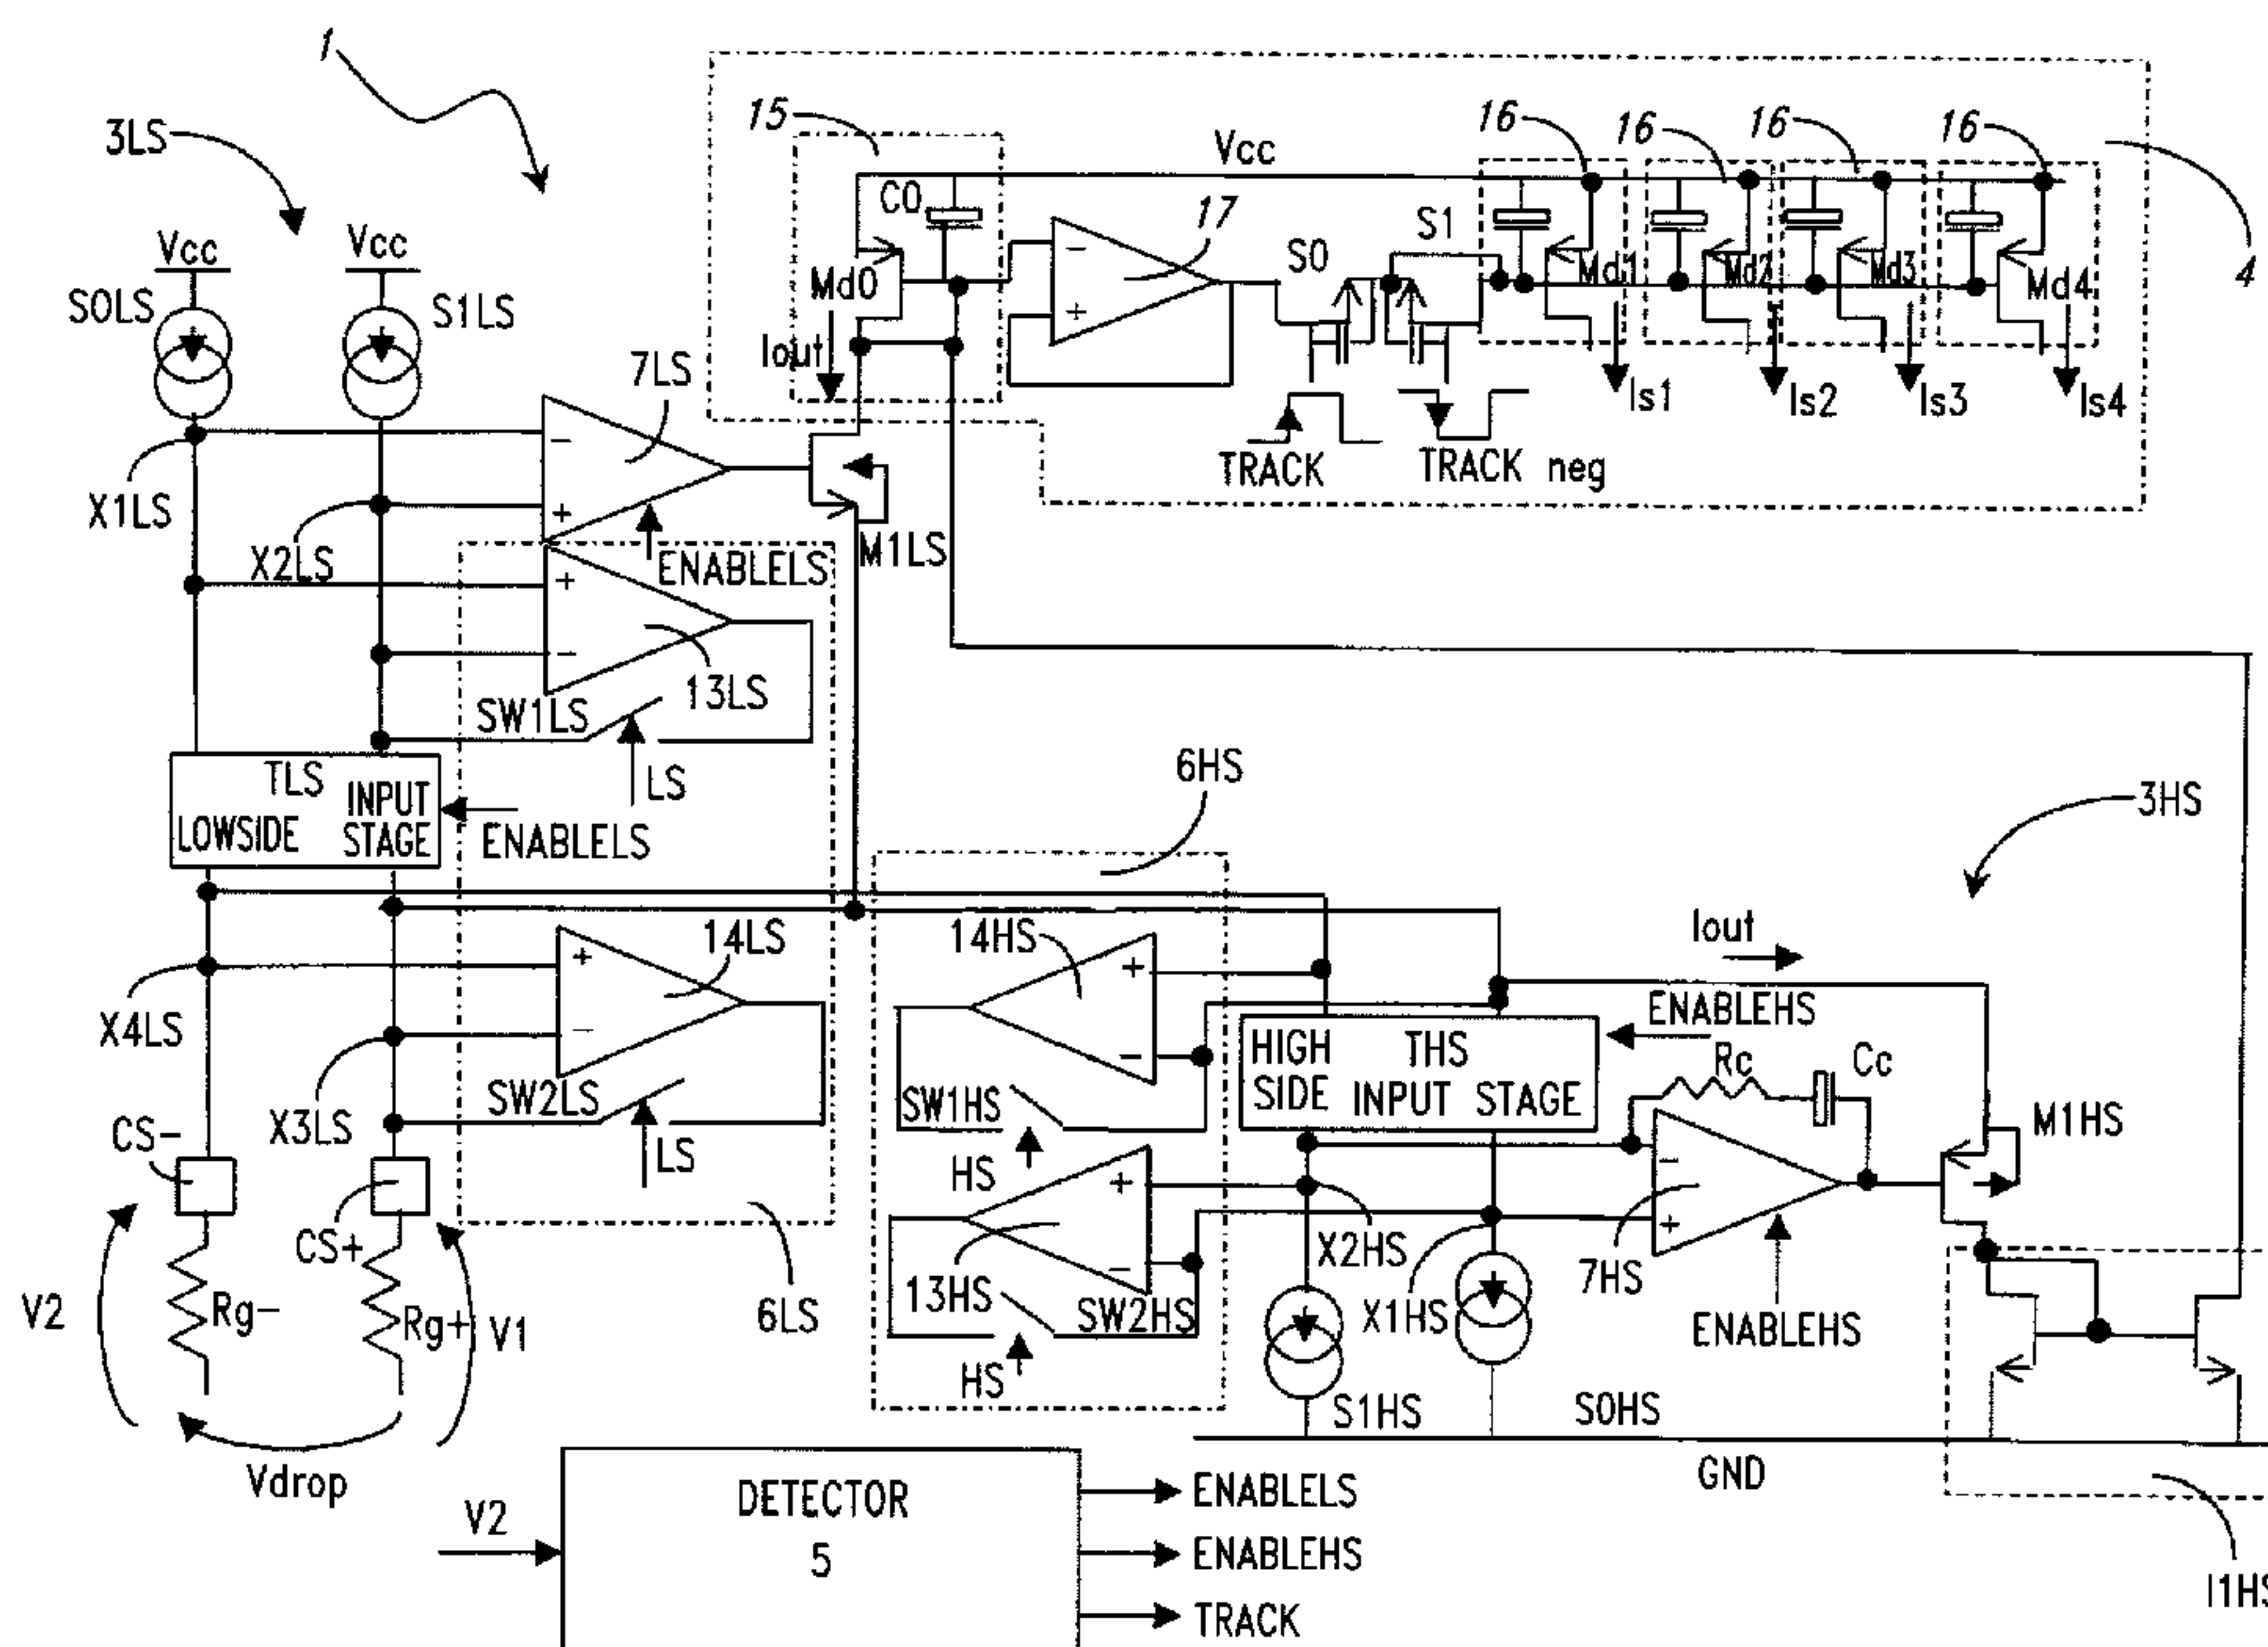 1
3LS
15
16
16
16
16
Vcc
C0
17
S1
S0
4
Vcc
Vcc
S0LS
S1LS
Md0
Md1
Md2
Md3
Md4
Iout
7LS
Is1
Is2
Is3
Is4
TRACK
TRACK neg
X1LS
X2LS
−
+
−
+
ENABLELS
M1LS
+
−
13LS
SW1LS
LS
TLS
LOWSIDE
INPUT
STAGE
ENABLELS
6HS
3HS
14LS
14HS
Iout
+
−
+
−
X4LS
X3LS
SW2LS
LS
HIGH
SIDE
THS
INPUT STAGE
ENABLEHS
Rc
Cc
SW1HS
HS
M1HS
CS−
CS+
+
−
−
+
13HS
SW2HS
HS
X2HS
X1HS
7HS
ENABLEHS
V2
Rg−
Rg+
V1
6LS
S1HS
S0HS
GND
Vdrop
V2
DETECTOR
5
ENABLELS
ENABLEHS
TRACK
I1HS